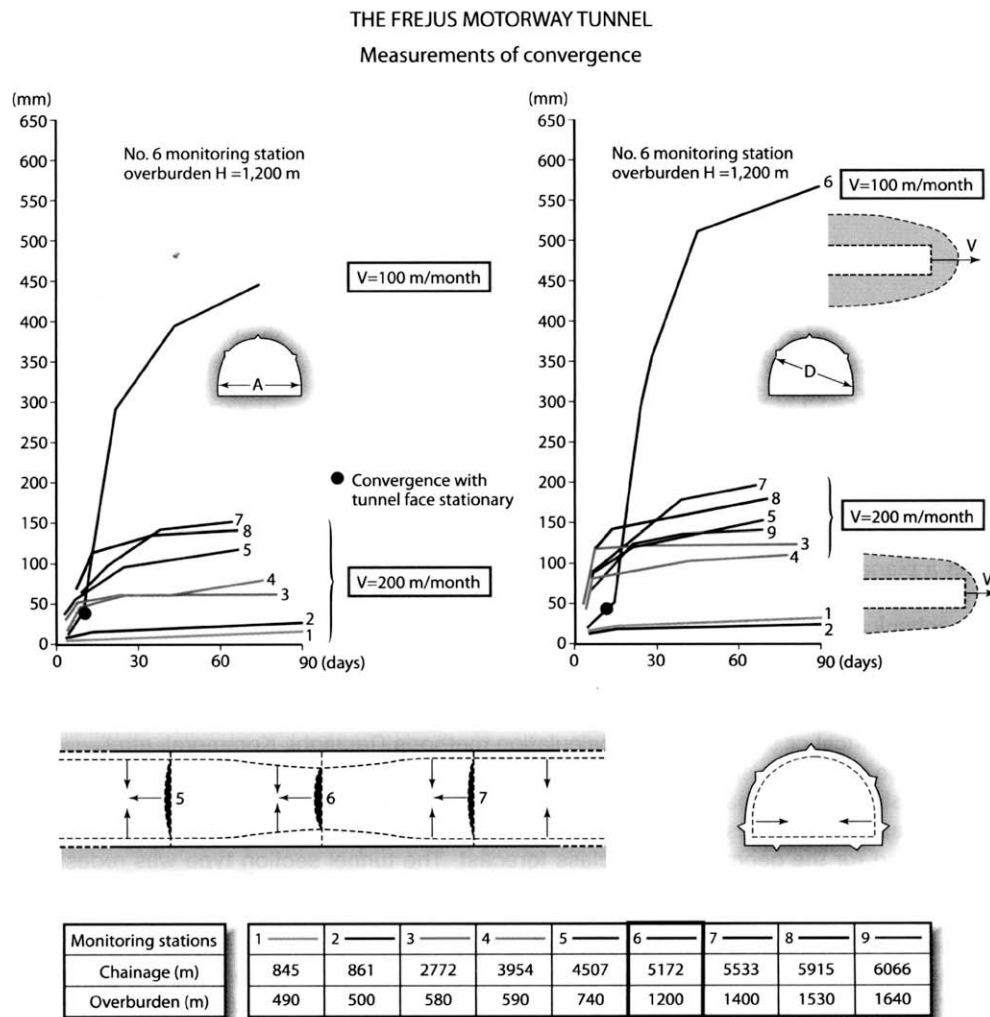 THE FREJUS MOTORWAY TUNNEL
Measurements of convergence
(mm)
650
600
550
500
450
400
350
300
250
200
150
100
50
0
No. 6 monitoring station
overburden H =1,200 m
V=100 m/month
A
Convergence with
tunnel face stationary
7
8
5
4
3
2
1
V=200 m/month
0
30
60
90 (days)
(mm)
650
600
550
500
450
400
350
300
250
200
150
100
50
0
No. 6 monitoring station
overburden H =1,200 m
6
V=100 m/month
V
D
7
8
5
9
3
4
1
2
V=200 m/month
V
0
30
60
90 (days)
5
6
7
Monitoring stations 1 2 3 4 5 6 7 8 9
Chainage (m) 845 861 2772 3954 4507 5172 5533 5915 6066
Overburden (m) 490 500 580 590 740 1200 1400 1530 1640